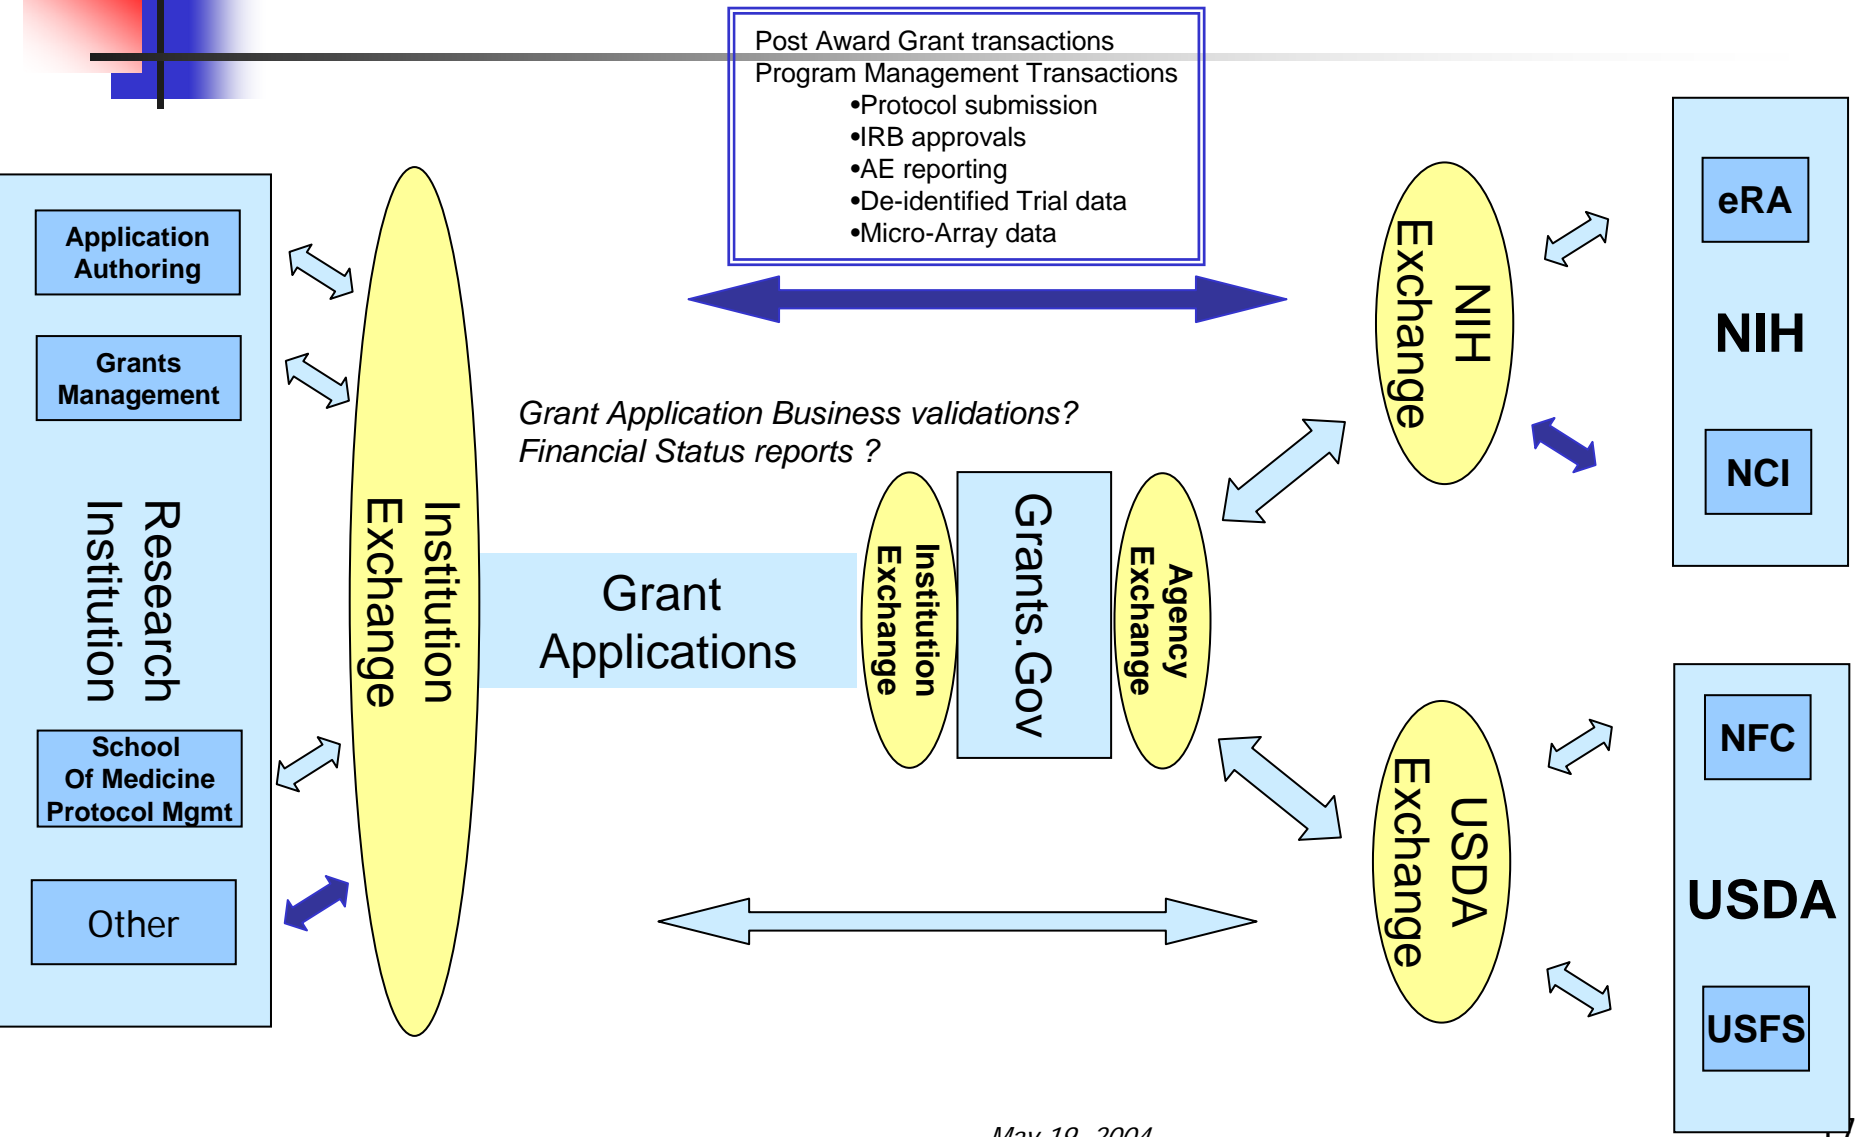 Post Award Grant transactions
Program Management Transactions
•Protocol submission
•IRB approvals
•AE reporting
•De-identified Trial data
•Micro-Array data
Application
Authoring
Grants
Management
Research
Institution
School
Of Medicine
Protocol Mgmt
Other
Institution
Exchange
Grant Application Business validations?
Financial Status reports ?
Grant
Applications
Institution
Exchange
Grants.Gov
Agency
Exchange
NIH
Exchange
USDA
Exchange
eRA
NIH
NCI
NFC
USDA
USFS
May 19, 2004